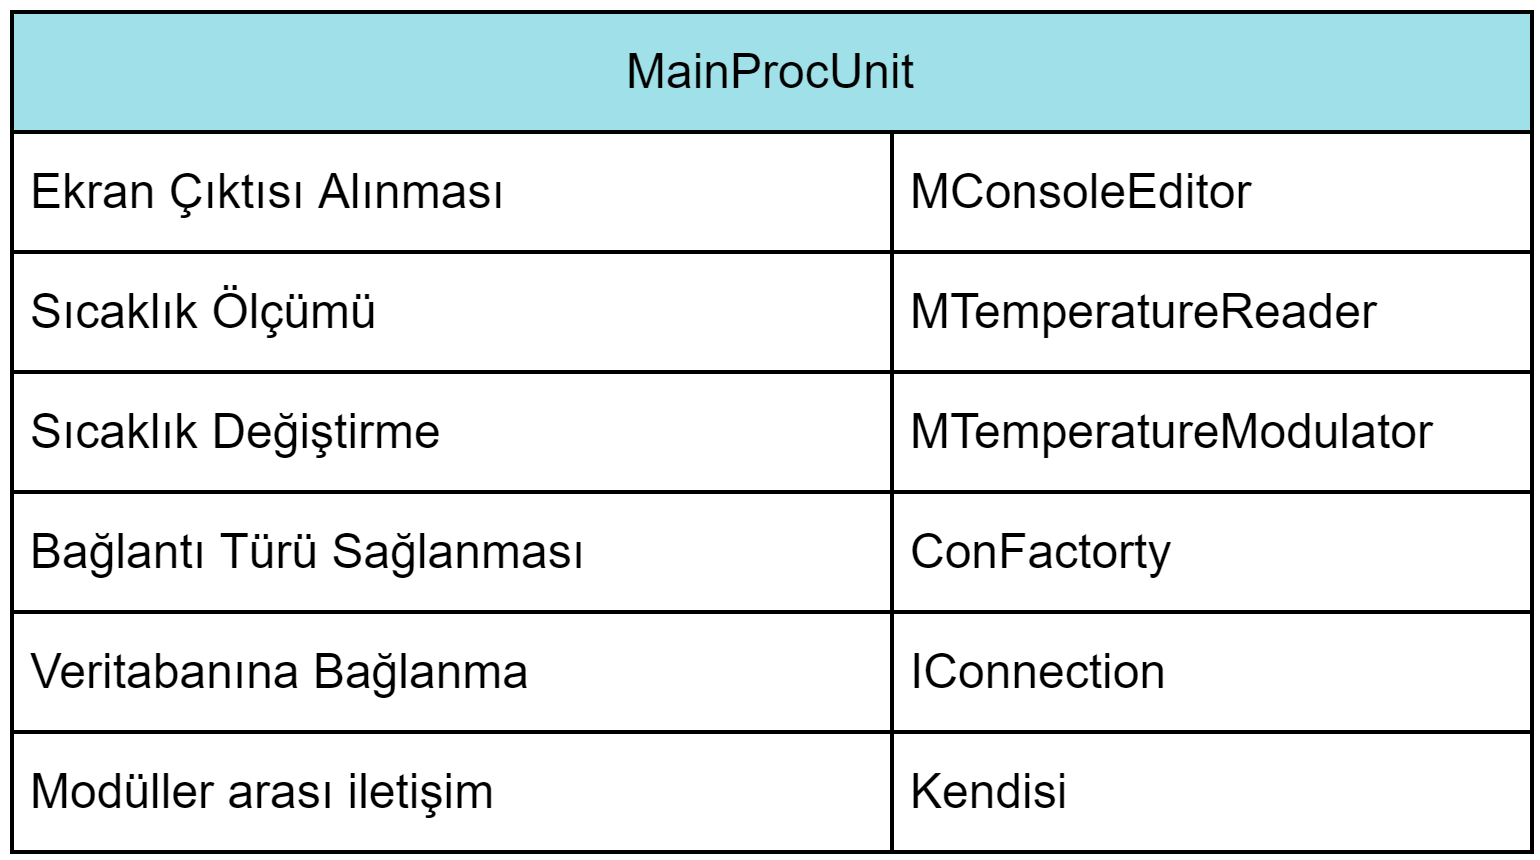 MainProcUnit
Ekran Çıktısı Alınması
MConsoleEditor
Sıcaklık Ölçümü
MTemperatureReader
Sıcaklık Değiştirme
MTemperatureModulator
Bağlantı Türü Sağlanması
ConFactorty
Veritabanına Bağlanma
IConnection
Modüller arası iletişim
Kendisi